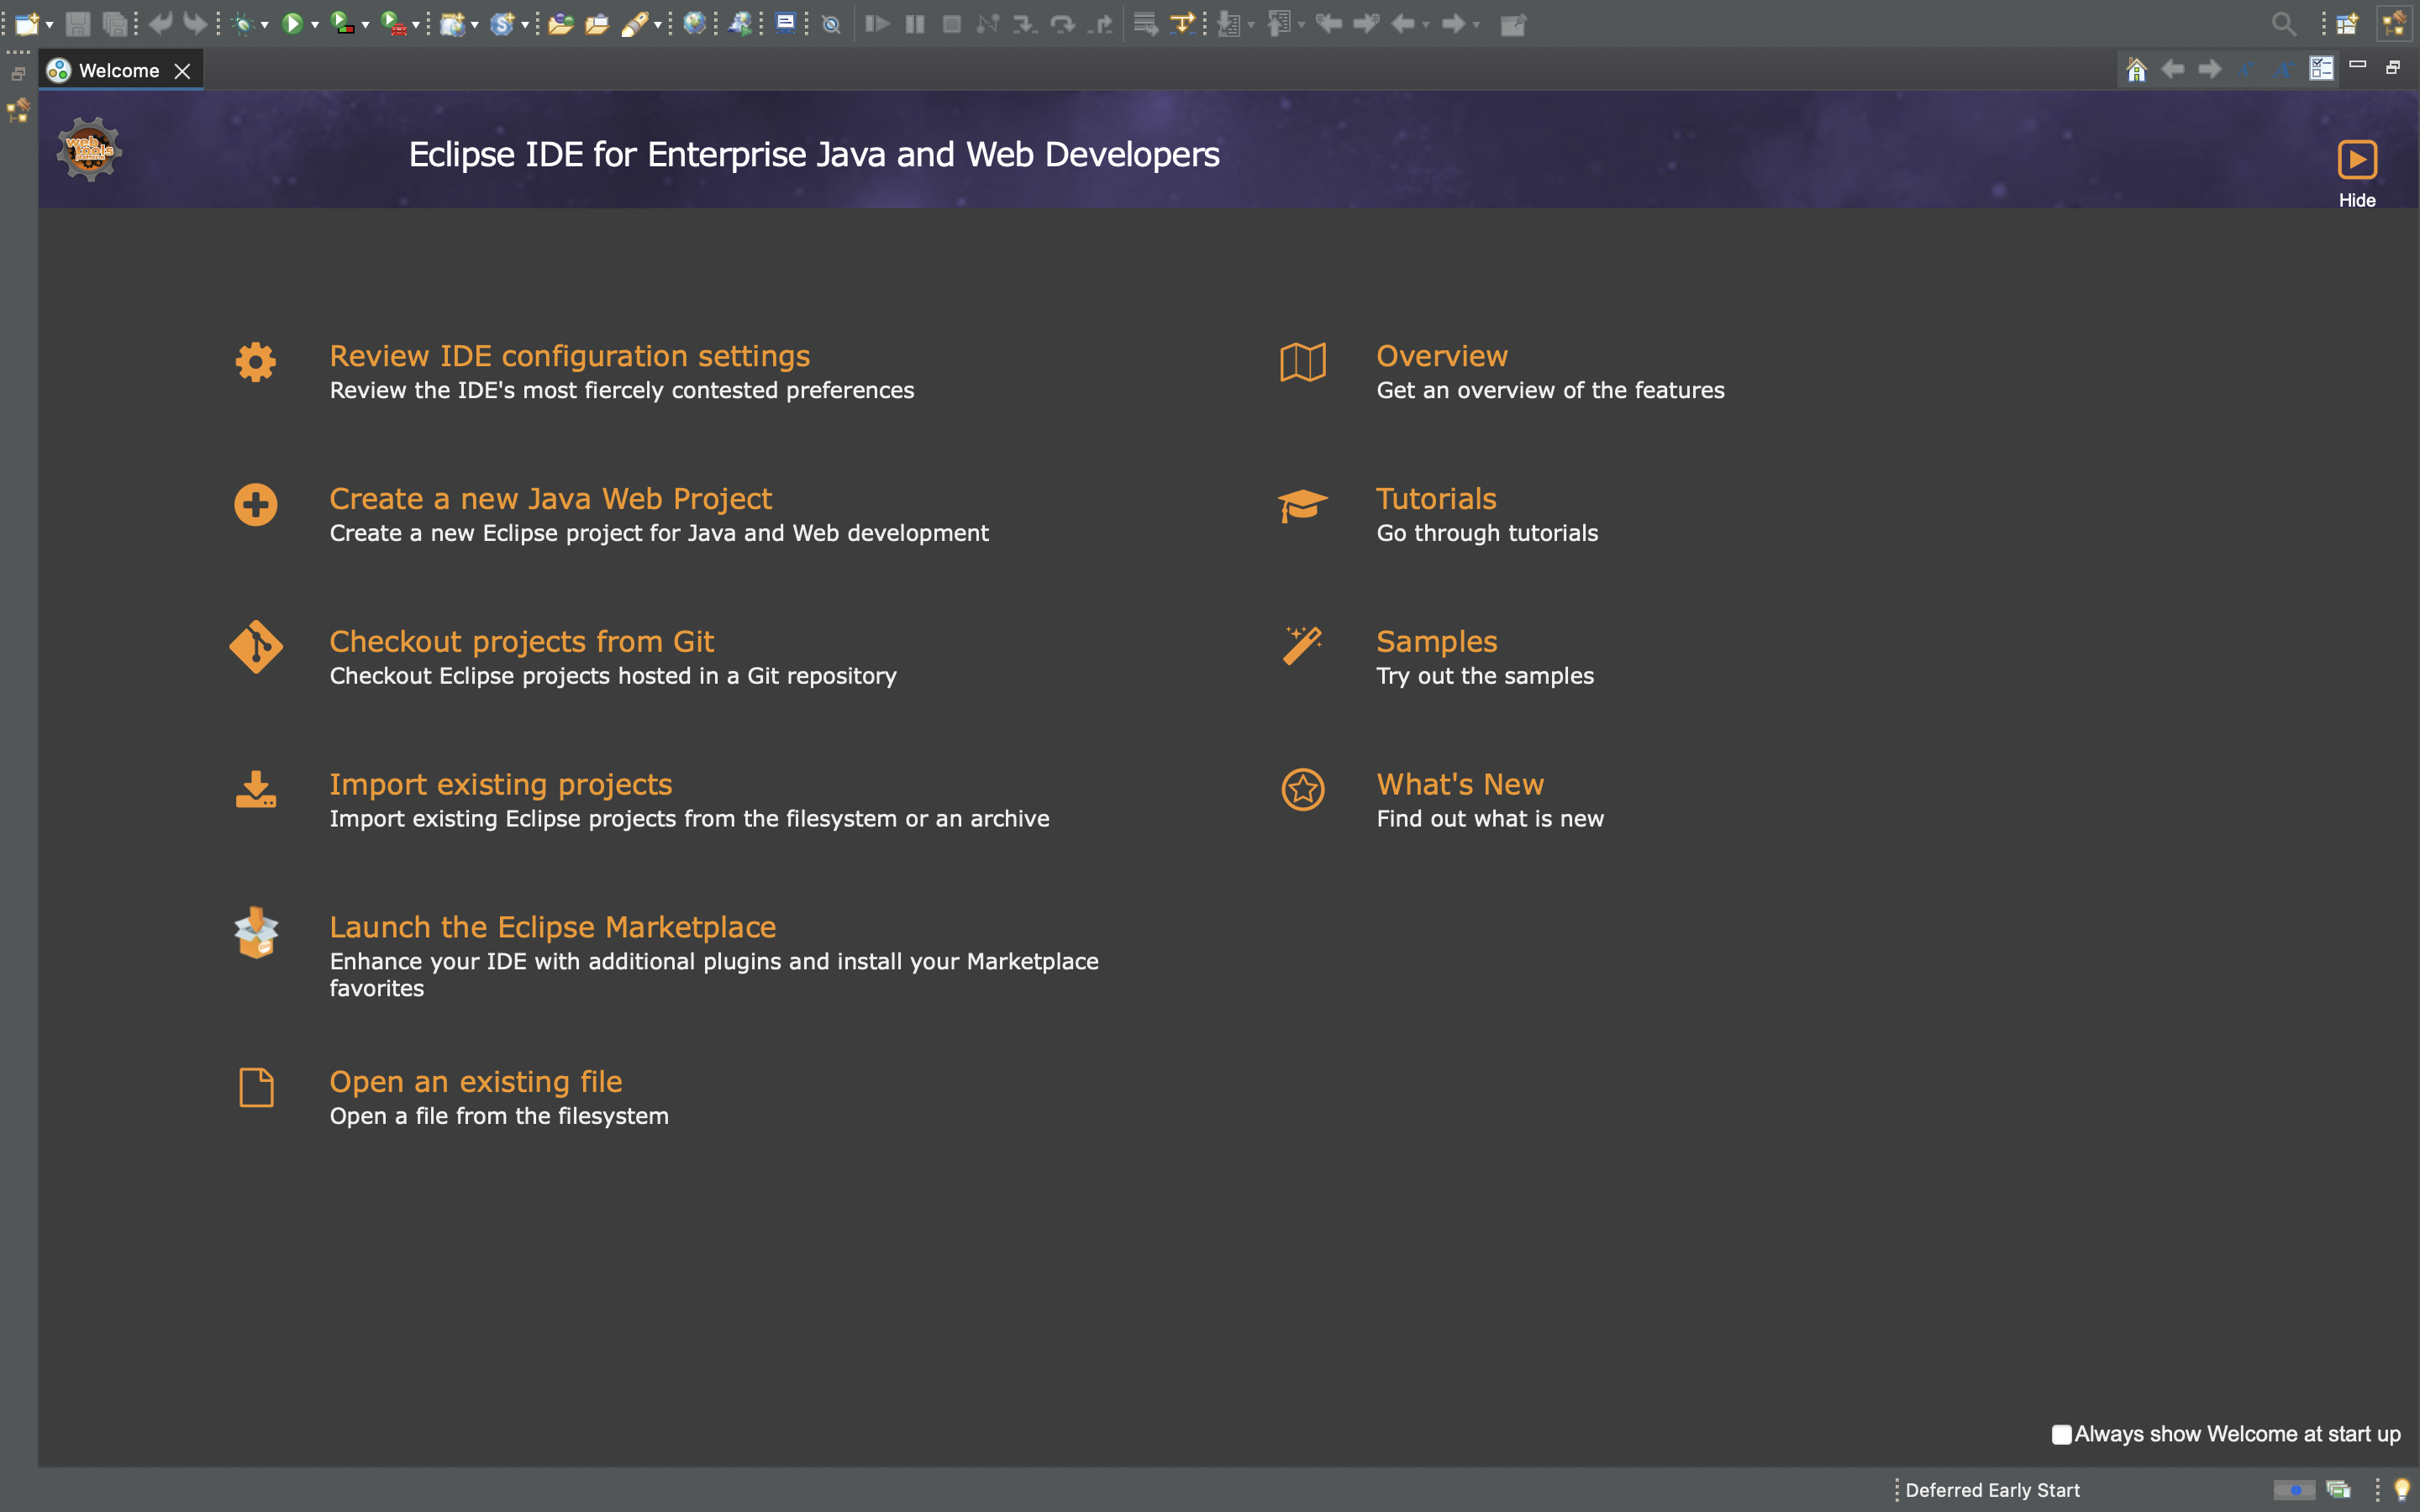 Welcome
web
tools
platform
Eclipse IDE for Enterprise Java and Web Developers
Hide
Review IDE configuration settings
Review the IDE's most fiercely contested preferences
Create a new Java Web Project
Create a new Eclipse project for Java and Web development
Checkout projects from Git
Checkout Eclipse projects hosted in a Git repository
Import existing projects
Import existing Eclipse projects from the filesystem or an archive
Launch the Eclipse Marketplace
Enhance your IDE with additional plugins and install your Marketplace
favorites
Open an existing file
Open a file from the filesystem
Overview
Get an overview of the features
Tutorials
Go through tutorials
Samples
Try out the samples
What's New
Find out what is new
Always show Welcome at start up
Deferred Early Start